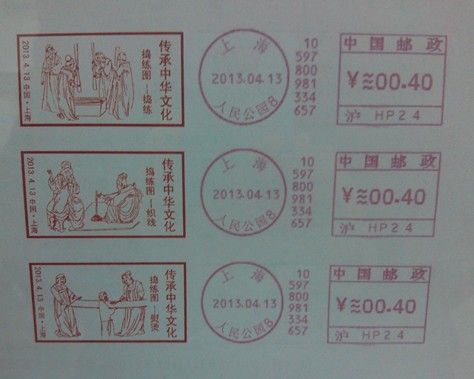 传承中华文化
捣练图—捣练
2013.4.13 中国·上海
上海
2013.04.13
人民公园8
10
597
800
981
334
657
中国邮政
¥≈00.40
沪 HP24
传承中华文化
捣练图—织线
2013.4.13 中国·上海
上海
2013.04.13
人民公园8
10
597
800
981
334
657
中国邮政
¥≈00.40
沪 HP24
传承中华文化
捣练图—熨烫
2013.4.13 中国·上海
上海
2013.04.13
人民公园8
10
597
800
981
334
657
中国邮政
¥≈00.40
沪 HP24